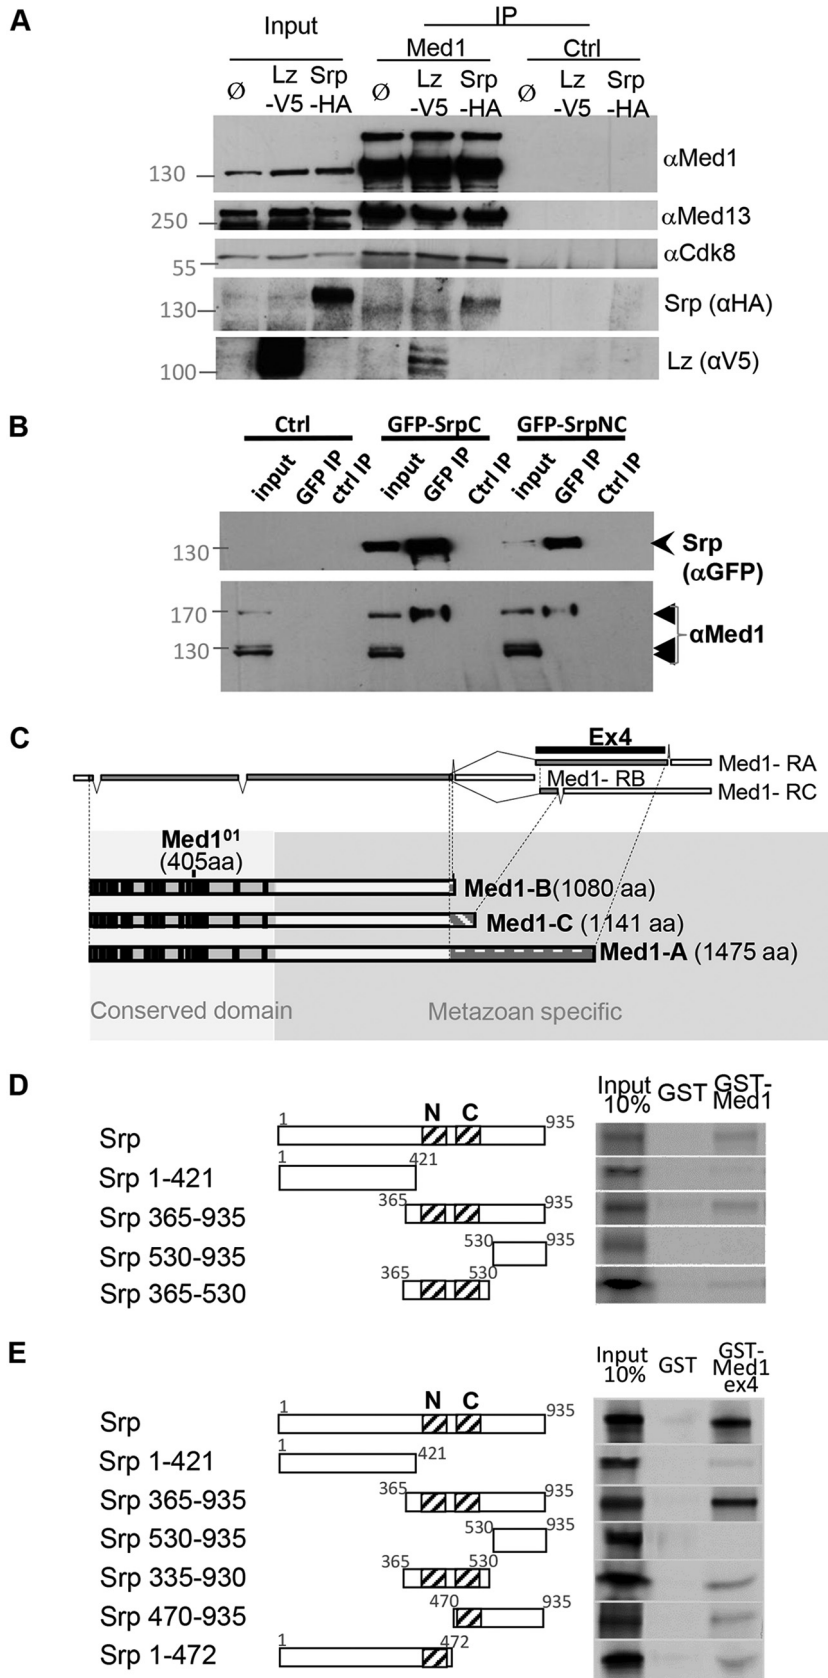 A
Input
IP
Med1
Ctrl
Ø Lz-V5 Srp-HA Ø Lz-V5 Srp-HA Ø Lz-V5 Srp-HA
130 αMed1
250 αMed13
55 αCdk8
130 Srp (αHA)
100 Lz (αV5)
B
Ctrl GFP-SrpC GFP-SrpNC
input GFP IP ctrl IP input GFP IP Ctrl IP input GFP IP Ctrl IP
130 Srp (αGFP)
170
130 αMed1
C
Ex4
Med1- RA
Med1- RB
Med1- RC
Med1⁰¹
(405aa)
Med1-B(1080 aa)
Med1-C (1141 aa)
Med1-A (1475 aa)
Conserved domain Metazoan specific
D
Input 10% GST GST-Med1
N C
Srp 1 935
Srp 1-421 1 421
Srp 365-935 365 935
Srp 530-935 530 935
Srp 365-530 365 530
E
Input 10% GST GST-Med1 ex4
N C
Srp 1 935
Srp 1-421 1 421
Srp 365-935 365 935
Srp 530-935 530 935
Srp 335-930 365 530
Srp 470-935 470 935
Srp 1-472 1 472